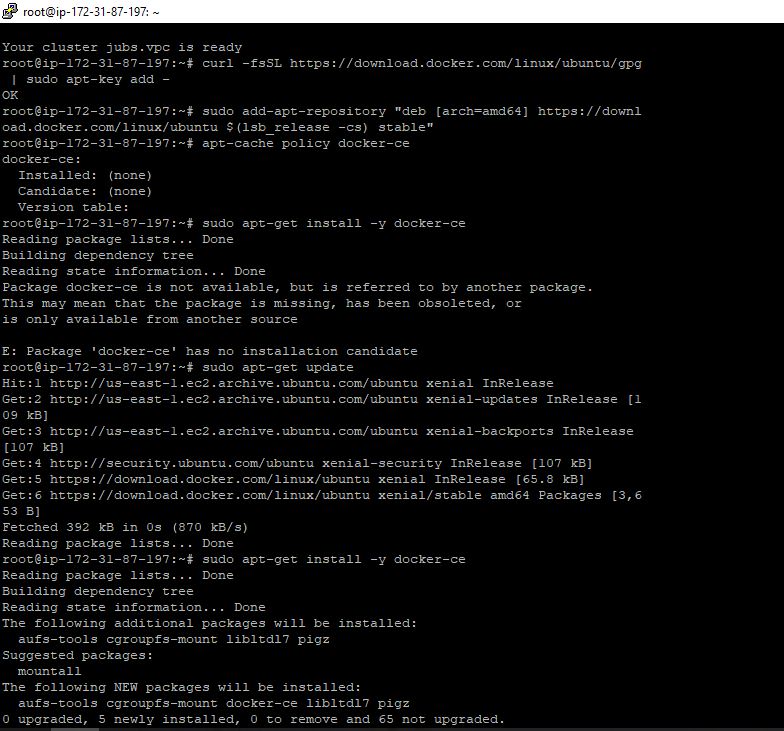 root@ip-172-31-87-197: ~
Your cluster jubs.vpc is ready
root@ip-172-31-87-197:~# curl -fsSL https://download.docker.com/linux/ubuntu/gpg
 | sudo apt-key add -
OK
root@ip-172-31-87-197:~# sudo add-apt-repository "deb [arch=amd64] https://downl
oad.docker.com/linux/ubuntu $(lsb_release -cs) stable"
root@ip-172-31-87-197:~# apt-cache policy docker-ce
docker-ce:
  Installed: (none)
  Candidate: (none)
  Version table:
root@ip-172-31-87-197:~# sudo apt-get install -y docker-ce
Reading package lists... Done
Building dependency tree
Reading state information... Done
Package docker-ce is not available, but is referred to by another package.
This may mean that the package is missing, has been obsoleted, or
is only available from another source
E: Package 'docker-ce' has no installation candidate
root@ip-172-31-87-197:~# sudo apt-get update
Hit:1 http://us-east-1.ec2.archive.ubuntu.com/ubuntu xenial InRelease
Get:2 http://us-east-1.ec2.archive.ubuntu.com/ubuntu xenial-updates InRelease [1
09 kB]
Get:3 http://us-east-1.ec2.archive.ubuntu.com/ubuntu xenial-backports InRelease
[107 kB]
Get:4 http://security.ubuntu.com/ubuntu xenial-security InRelease [107 kB]
Get:5 https://download.docker.com/linux/ubuntu xenial InRelease [65.8 kB]
Get:6 https://download.docker.com/linux/ubuntu xenial/stable amd64 Packages [3,6
53 B]
Fetched 392 kB in 0s (870 kB/s)
Reading package lists... Done
root@ip-172-31-87-197:~# sudo apt-get install -y docker-ce
Reading package lists... Done
Building dependency tree
Reading state information... Done
The following additional packages will be installed:
  aufs-tools cgroupfs-mount libltdl7 pigz
Suggested packages:
  mountall
The following NEW packages will be installed:
  aufs-tools cgroupfs-mount docker-ce libltdl7 pigz
0 upgraded, 5 newly installed, 0 to remove and 65 not upgraded.